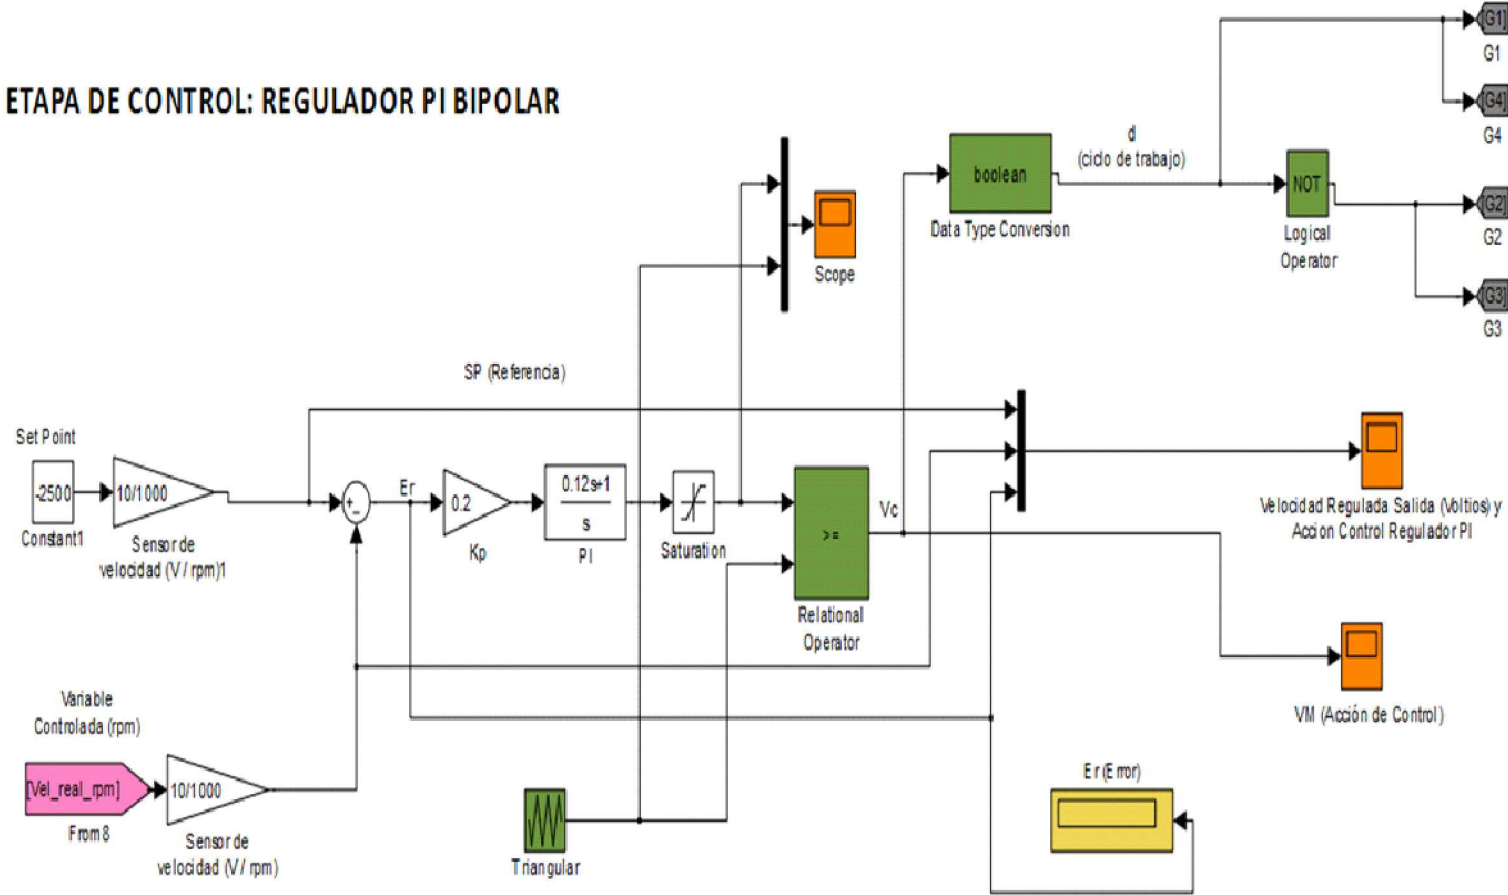 [G1]
G1
ETAPA DE CONTROL: REGULADOR PI BIPOLAR
[G4]
G4
d
(ciclo de trabajo)
boolean
Data Type Conversion
NOT
Logical
Operator
[G2]
G2
[G3]
G3
Scope
SP (Referencia)
Set Point
-2500
Constant1
10/1000
Sensor de
velocidad (V / rpm)1
+
-
Er
0.2
Kp
0.12s+1
s
PI
Saturation
>=
Relational
Operator
Vc
Velocidad Regulada Salida (Voltios) y
Accion Control Regulador PI
VM (Acción de Control)
Variable
Controlada (rpm)
[Vel_real_rpm]
From8
10/1000
Sensor de
velocidad (V / rpm)
Triangular
Er (Error)